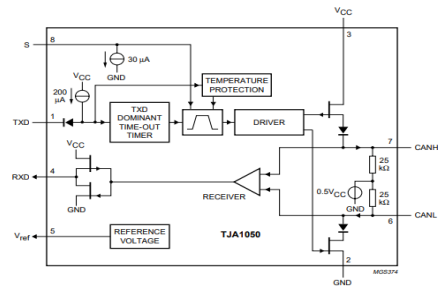 VCC
S
8
3
30 μA
GND
VCC
200
μA
TEMPERATURE
PROTECTION
TXD
1
TXD
DOMINANT
TIME-OUT
TIMER
DRIVER
7
CANH
VCC
25
kΩ
RXD
4
RECEIVER
0.5VCC
GND
25
kΩ
GND
CANL
6
Vref
5
REFERENCE
VOLTAGE
TJA1050
2
MGS374
GND